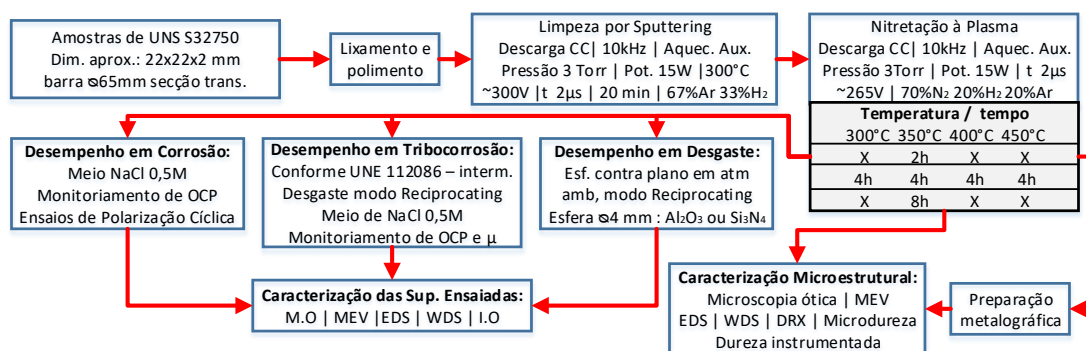 Amostras de UNS S32750
Dim. aprox.: 22x22x2 mm
barra ᴓ65mm secção trans.
Lixamento e
polimento
Limpeza por Sputtering
Descarga CC| 10kHz | Aquec. Aux.
Pressão 3 Torr | Pot. 15W |300°C
~300V |t 2µs | 20 min | 67%Ar 33%H₂
Nitretação à Plasma
Descarga CC| 10kHz | Aquec. Aux.
Pressão 3Torr | Pot. 15W | t 2µs
~265V | 70%N₂ 20%H₂ 20%Ar
Temperatura / tempo
300°C 350°C 400°C 450°C
X 2h X X
4h 4h 4h 4h
X 8h X X
Desempenho em Corrosão:
Meio NaCl 0,5M
Monitoriamento de OCP
Ensaios de Polarização Cíclica
Desempenho em Tribocorrosão:
Conforme UNE 112086 – interm.
Desgaste modo Reciprocating
Meio de NaCl 0,5M
Monitoriamento de OCP e µ
Desempenho em Desgaste:
Esf. contra plano em atm
amb, modo Reciprocating
Esfera ᴓ4 mm : Al₂O₃ ou Si₃N₄
Caracterização das Sup. Ensaiadas:
M.O | MEV |EDS | WDS | I.O
Caracterização Microestrutural:
Microscopia ótica | MEV
EDS | WDS | DRX | Microdureza
Dureza instrumentada
Preparação
metalográfica